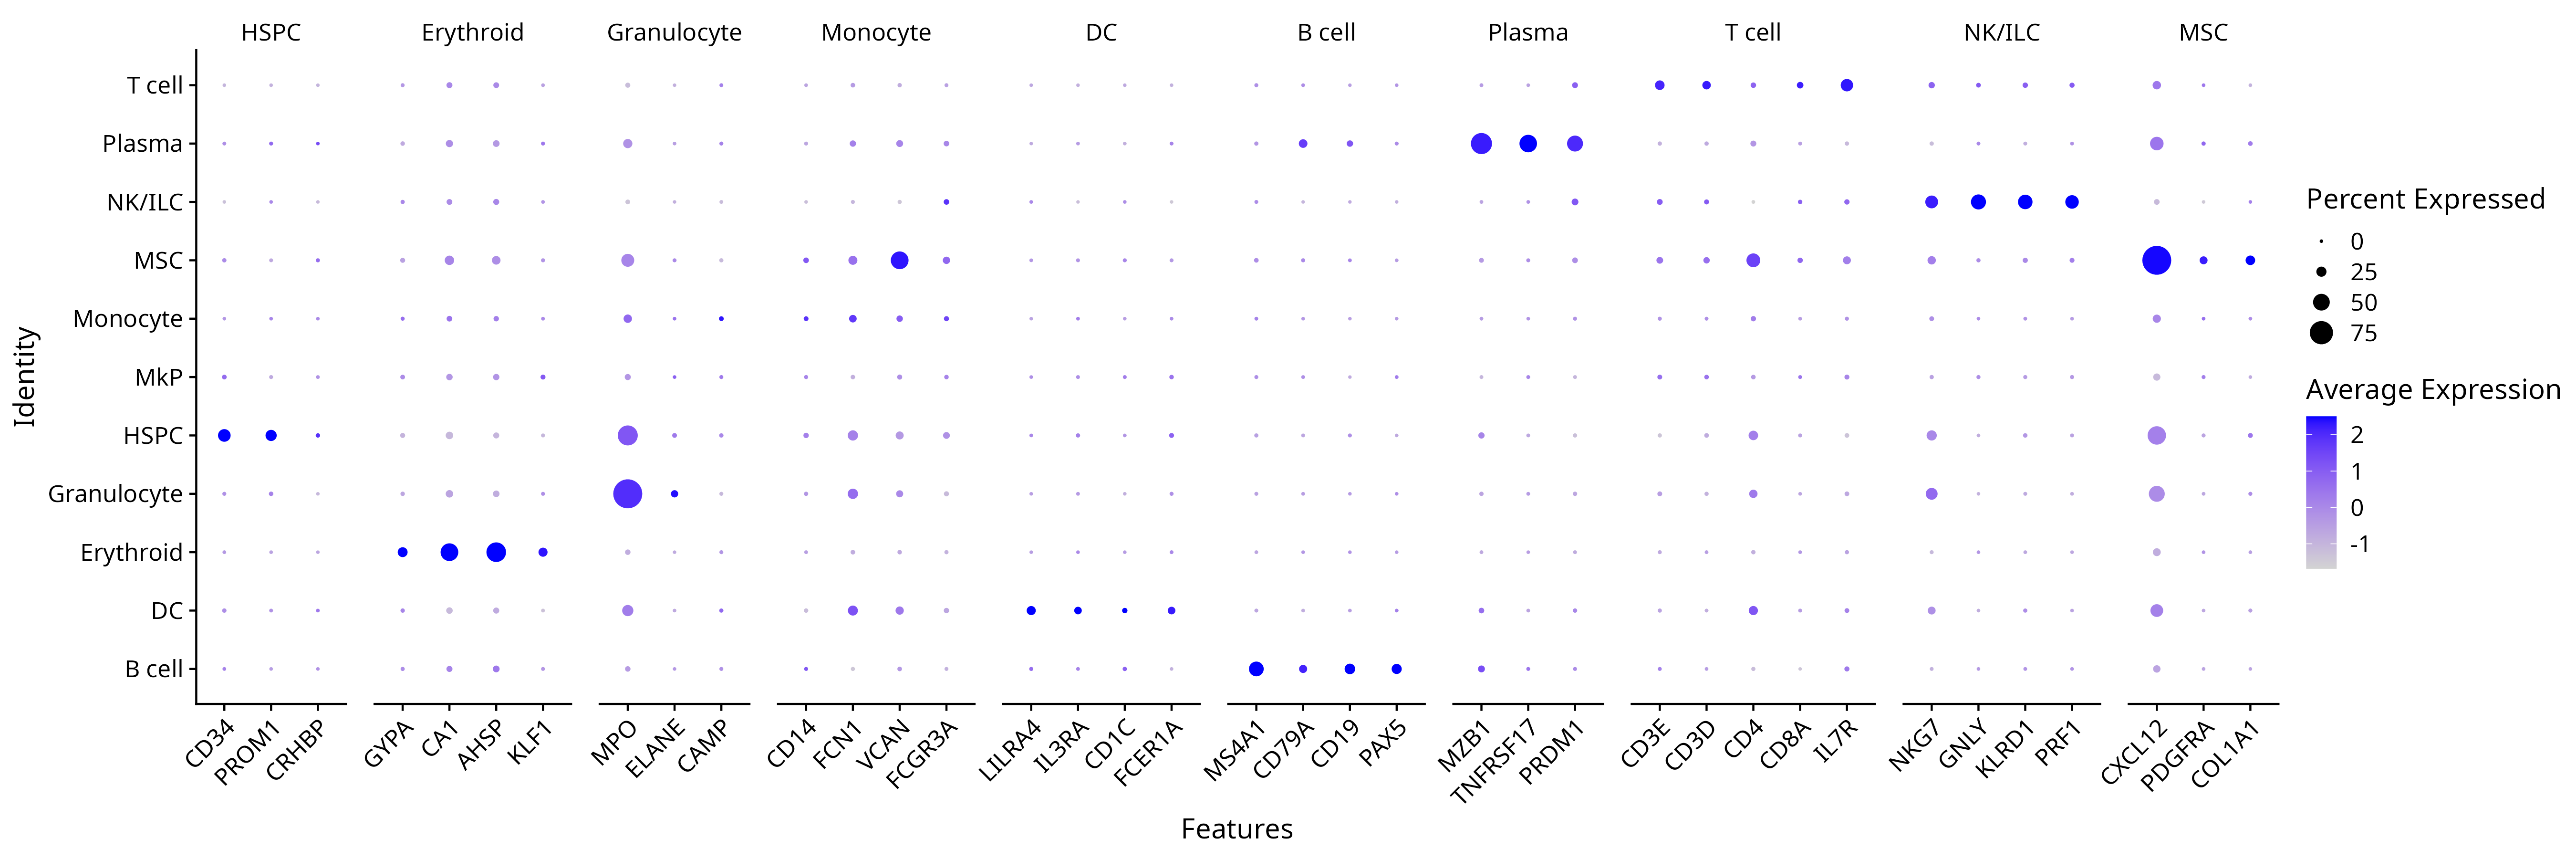 HSPC Erythroid Granulocyte Monocyte DC B cell Plasma T cell NK/ILC MSC
T cell
Plasma
NK/ILC
MSC
Monocyte
MkP
HSPC
Granulocyte
Erythroid
DC
B cell
Identity
CD34 PROM1 CRHBP GYPA CA1 AHSP KLF1 MPO ELANE CAMP CD14 FCN1 VCAN FCGR3A LILRA4 IL3RA CD1C FCER1A MS4A1 CD79A CD19 PAX5 MZB1 TNFRSF17 PRDM1 CD3E CD3D CD4 CD8A IL7R NKG7 GNLY KLRD1 PRF1 CXCL12 PDGFRA COL1A1
Features
Percent Expressed
0
25
50
75
Average Expression
2
1
0
-1